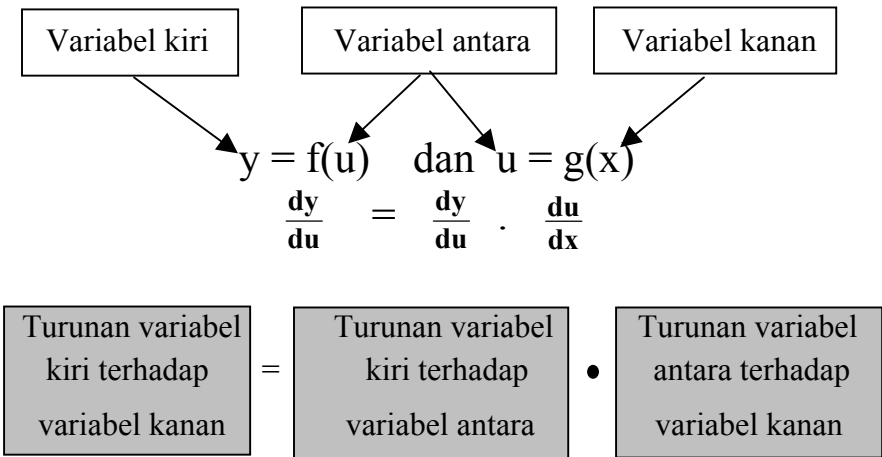 Variabel kiri
Variabel antara
Variabel kanan
y = f(u) dan u = g(x)
dy/du = dy/du . du/dx
Turunan variabel
kiri terhadap
variabel kanan
=
Turunan variabel
kiri terhadap
variabel antara
•
Turunan variabel
antara terhadap
variabel kanan